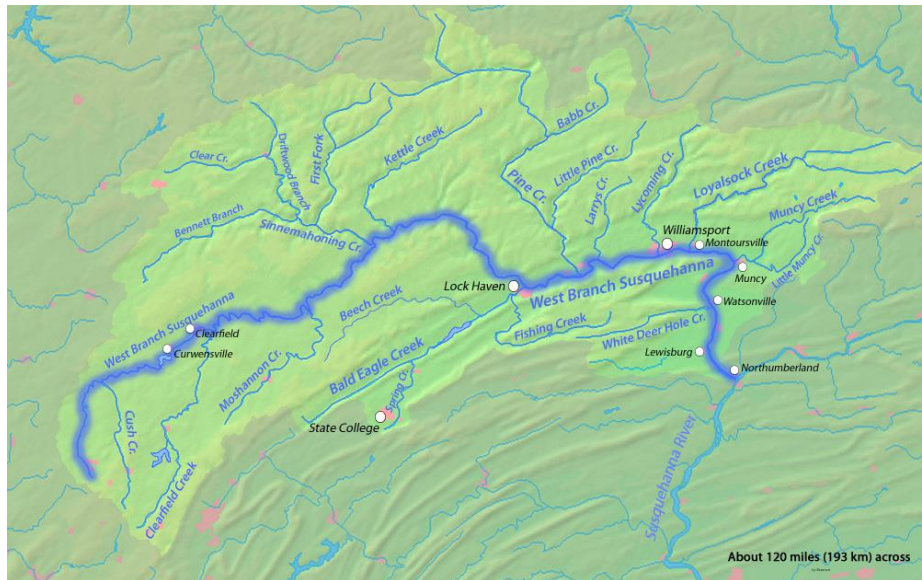 Babb Cr.
Driftwood Branch
First Fork
Kettle Creek
Clear Cr.
Little Pine Cr.
Pine Cr.
Larrys Cr.
Lycoming Cr.
Loyalsock Creek
Muncy Creek
Little Muncy Cr.
Bennett Branch
Sinnemahoning Cr.
Williamsport
Montoursville
Muncy
Lock Haven
West Branch Susquehanna
Watsonville
West Branch Susquehanna
Clearfield
Curwensville
Beech Creek
Fishing Creek
White Deer Hole Cr.
Lewisburg
Northumberland
Moshannon Cr.
Bald Eagle Creek
Spring Cr.
State College
Cush Cr.
Clearfield Creek
Susquehanna River
About 120 miles (193 km) across